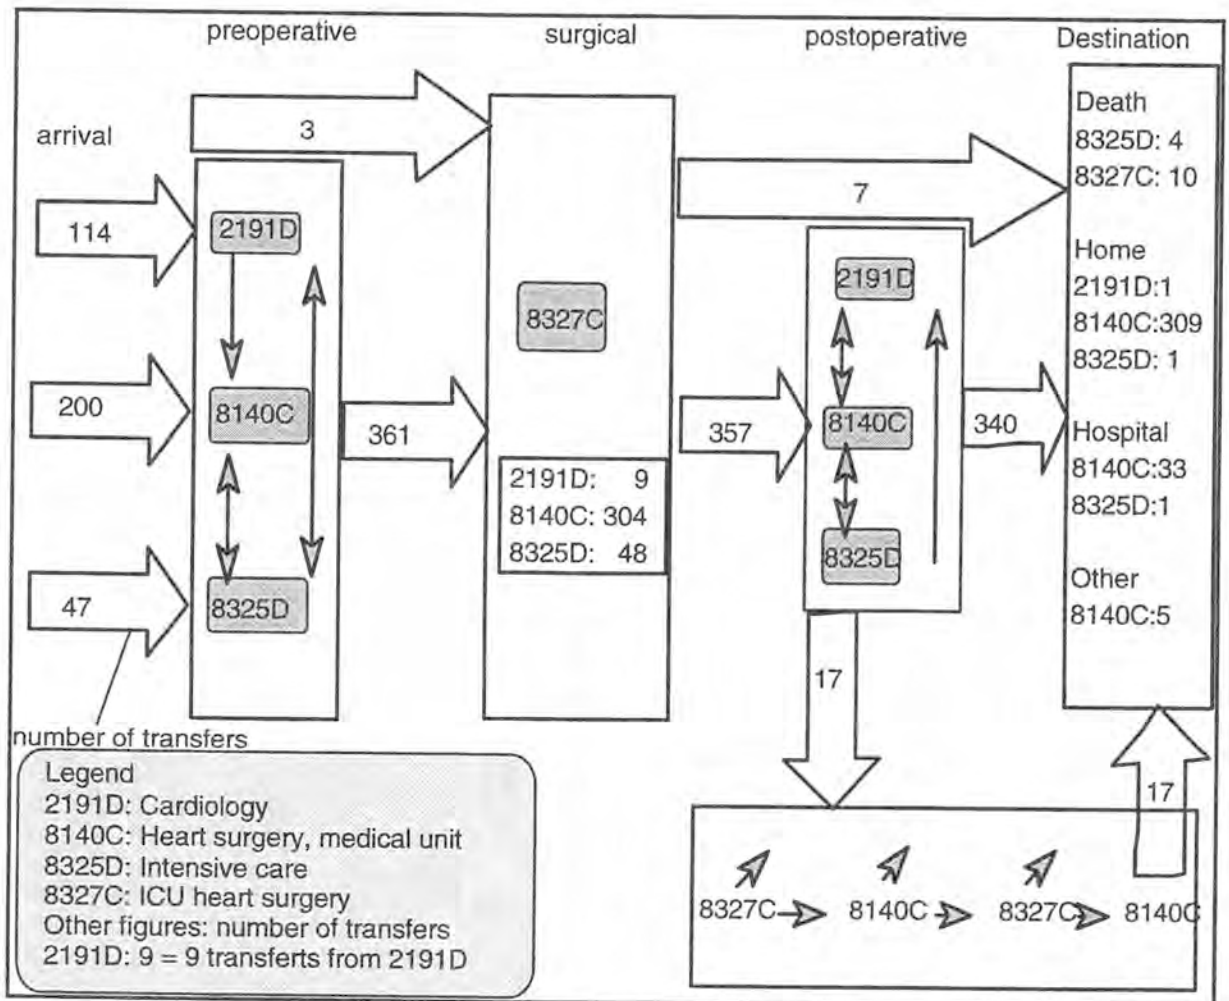 preoperative
surgical
postoperative
Destination
arrival
3
114
200
47
2191D
8140C
8325D
361
number of transfers
8327C
2191D: 9
8140C: 304
8325D: 48
7
357
2191D
8140C
8325D
340
17
Death
8325D: 4
8327C: 10
Home
2191D:1
8140C:309
8325D: 1
Hospital
8140C:33
8325D:1
Other
8140C:5
17
8327C 8140C 8327C 8140C
Legend
2191D: Cardiology
8140C: Heart surgery, medical unit
8325D: Intensive care
8327C: ICU heart surgery
Other figures: number of transfers
2191D: 9 = 9 transferts from 2191D